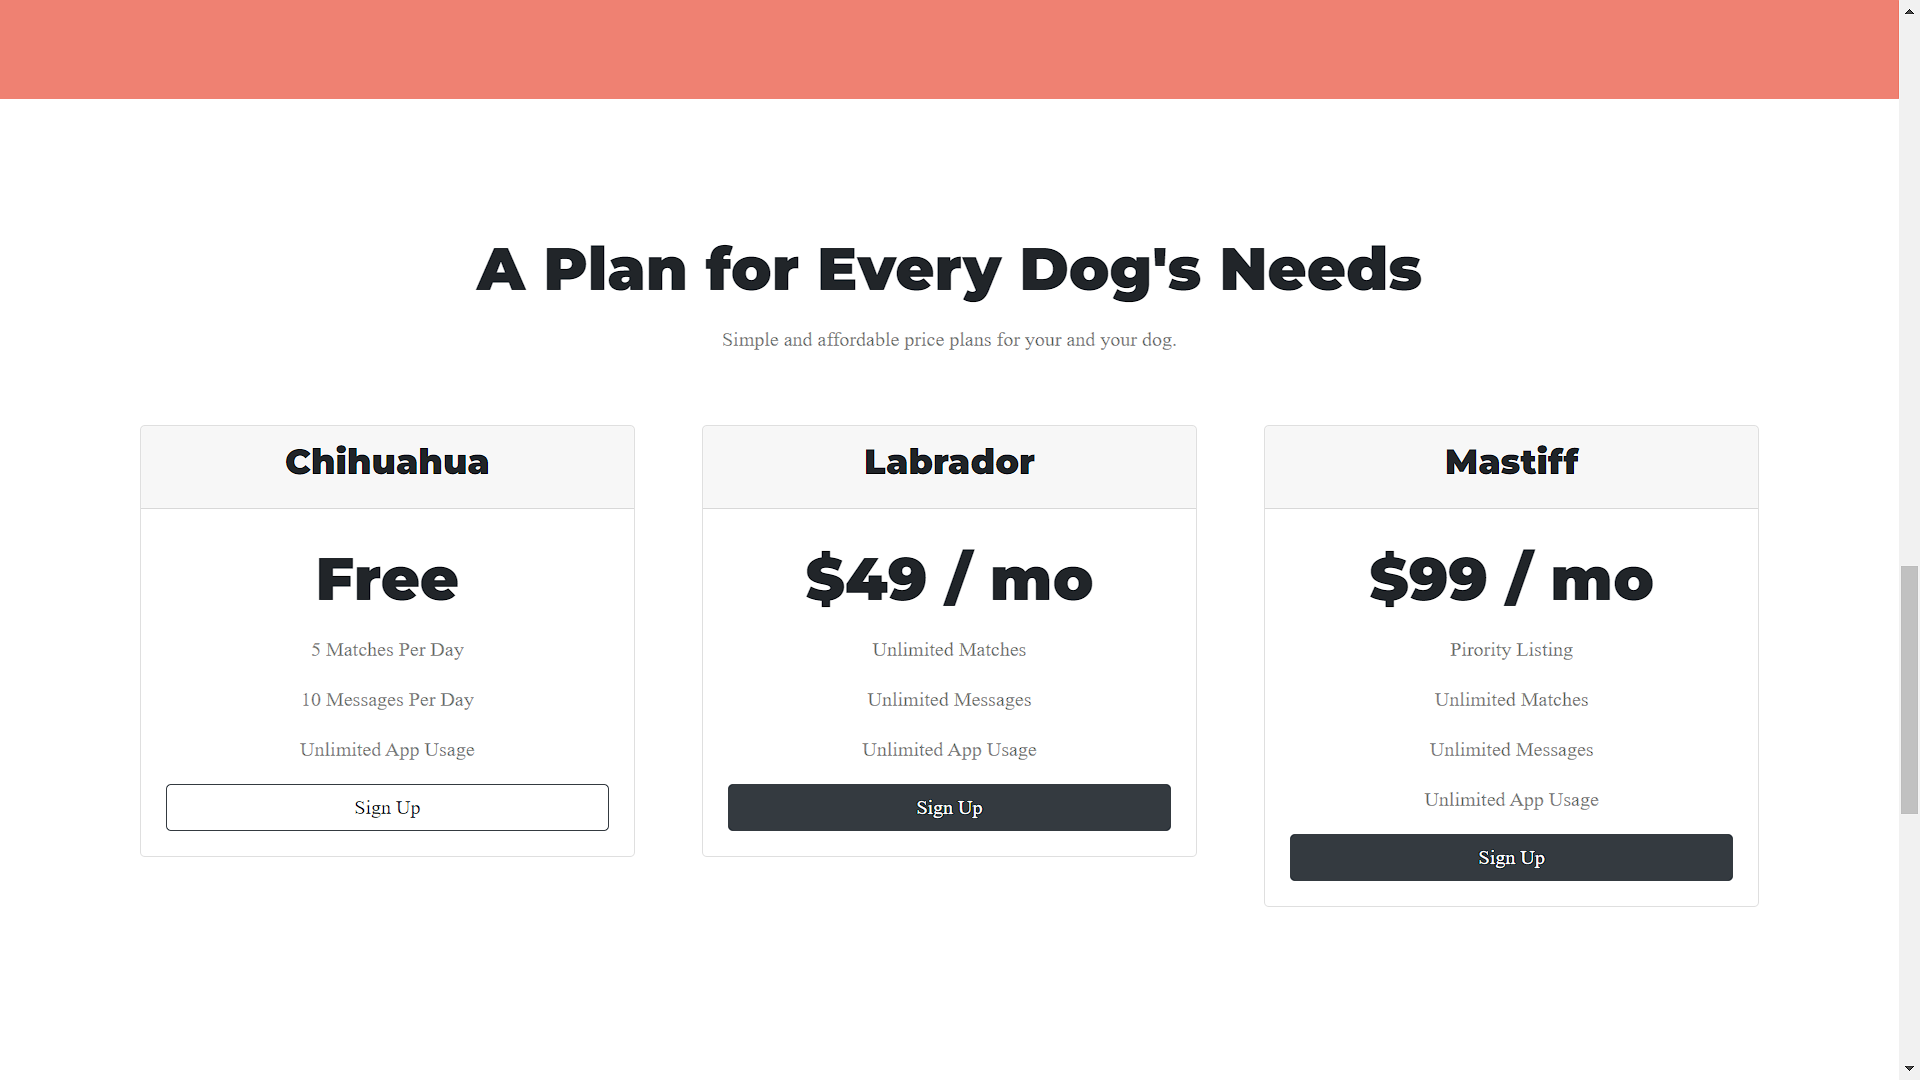 A Plan for Every Dog's Needs
Simple and affordable price plans for your and your dog.
Chihuahua
Free
5 Matches Per Day
10 Messages Per Day
Unlimited App Usage
Sign Up
Labrador
$49 / mo
Unlimited Matches
Unlimited Messages
Unlimited App Usage
Sign Up
Mastiff
$99 / mo
Pirority Listing
Unlimited Matches
Unlimited Messages
Unlimited App Usage
Sign Up